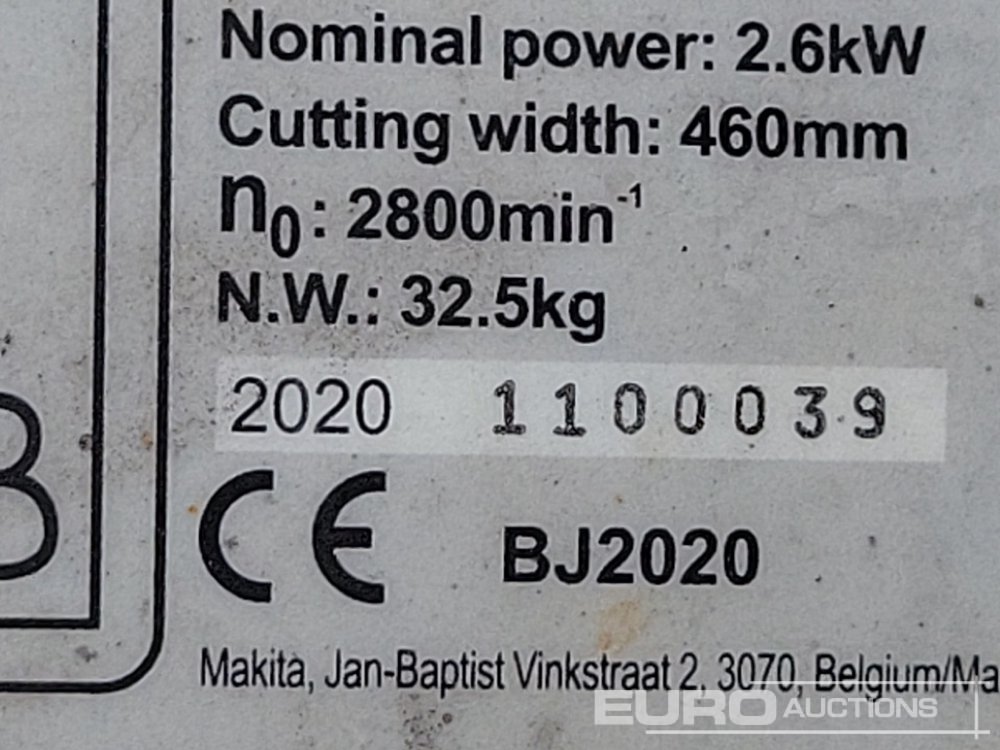 Nominal power: 2.6kW
Cutting width: 460mm
n0: 2800min-1
N.W.: 32.5kg
2020 1100039
CE BJ2020
Makita, Jan-Baptist Vinkstraat 2, 3070, Belgium/Ma
EURO AUCTIONS